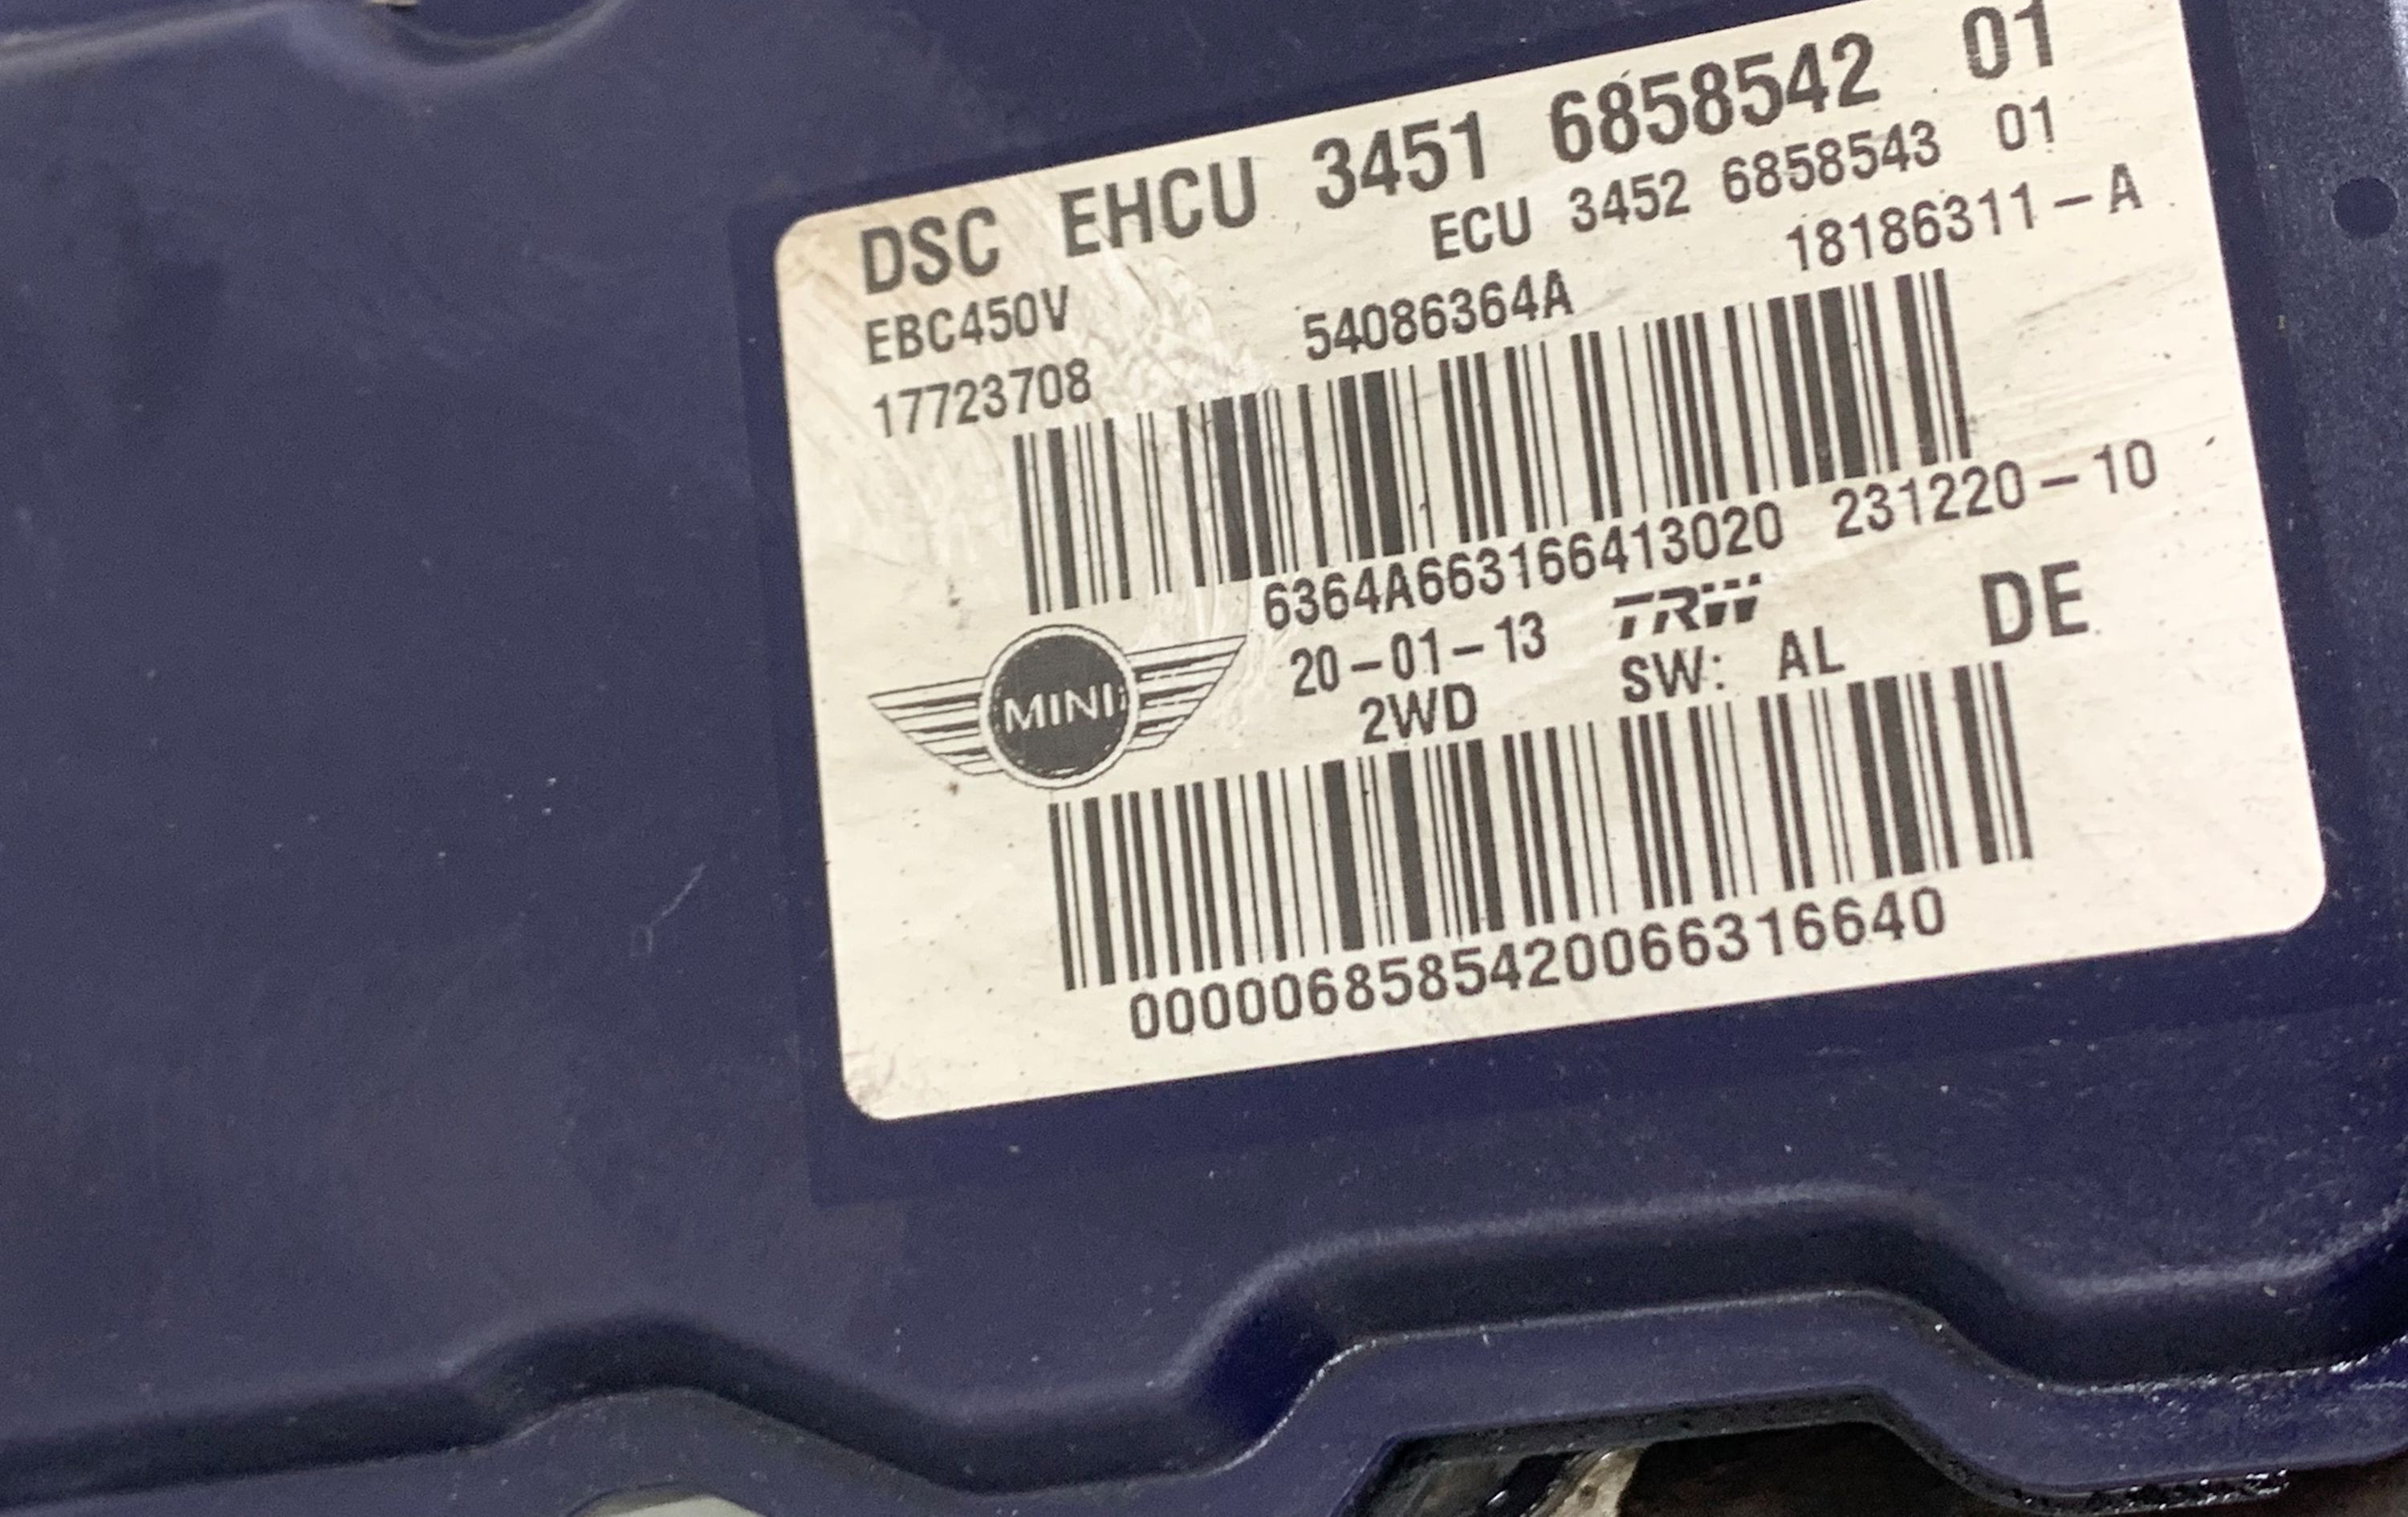 DSC EHCU 3451 6858542 01
ECU 3452 6858543 01
EBC450V 54086364A 18186311-A
17723708
6364A663166413020 231220-10
20-01-13 TRW
2WD SW: AL DE
MINI
0000068585420066316640